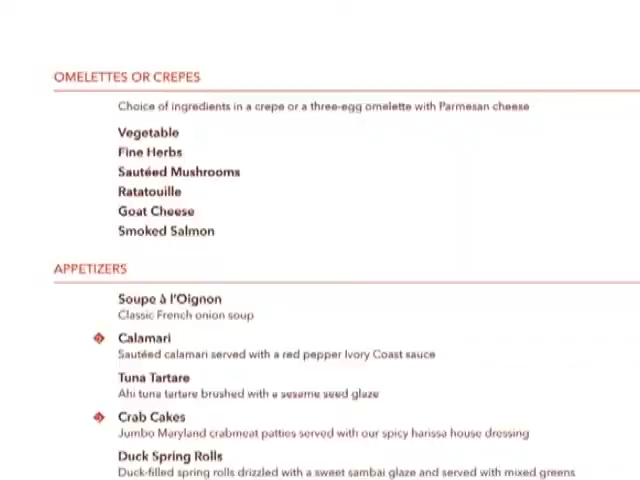 OMELETTES OR CREPES
Choice of ingredients in a crepe or a three-egg omelette with Parmesan cheese
Vegetable
Fine Herbs
Sautéed Mushrooms
Ratatouille
Goat Cheese
Smoked Salmon
APPETIZERS
Soupe à l'Oignon
Classic French onion soup
Calamari
Sautéed calamari served with a red pepper Ivory Coast sauce
Tuna Tartare
Ahi tuna tartare brushed with a sesame seed glaze
Crab Cakes
Jumbo Maryland crabmeat patties served with our spicy harissa house dressing
Duck Spring Rolls
Duck-filled spring rolls drizzled with a sweet sambal glaze and served with mixed greens